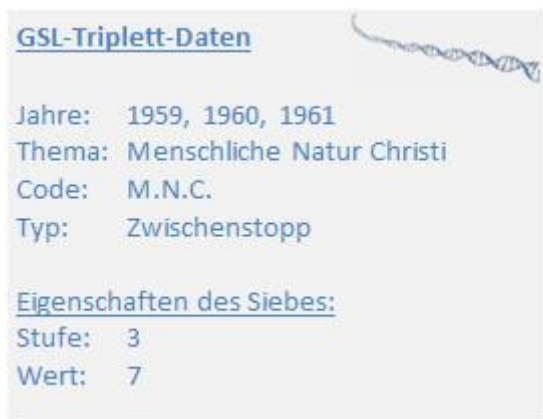 GSL-Triplett-Daten
Jahre: 1959, 1960, 1961
Thema: Menschliche Natur Christi
Code: M.N.C.
Typ: Zwischenstopp
Eigenschaften des Siebes:
Stufe: 3
Wert: 7